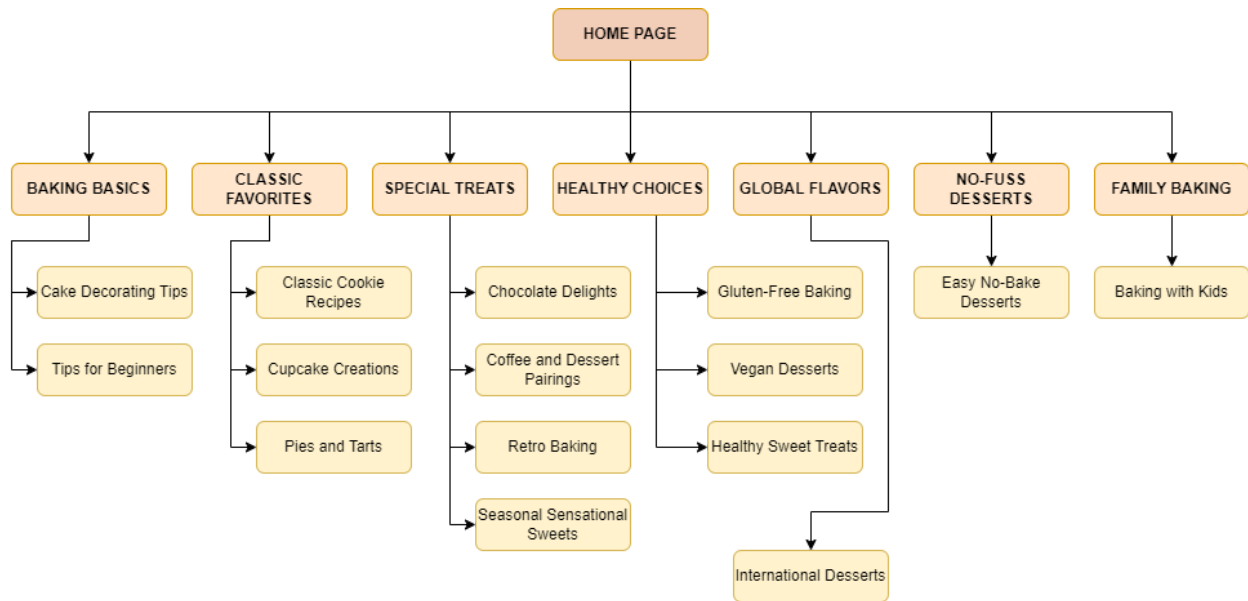 HOME PAGE
BAKING BASICS
CLASSIC
FAVORITES
SPECIAL TREATS
HEALTHY CHOICES
GLOBAL FLAVORS
NO-FUSS
DESSERTS
FAMILY BAKING
Cake Decorating Tips
Tips for Beginners
Classic Cookie
Recipes
Cupcake Creations
Pies and Tarts
Chocolate Delights
Coffee and Dessert
Pairings
Retro Baking
Seasonal Sensational
Sweets
Gluten-Free Baking
Vegan Desserts
Healthy Sweet Treats
International Desserts
Easy No-Bake
Desserts
Baking with Kids